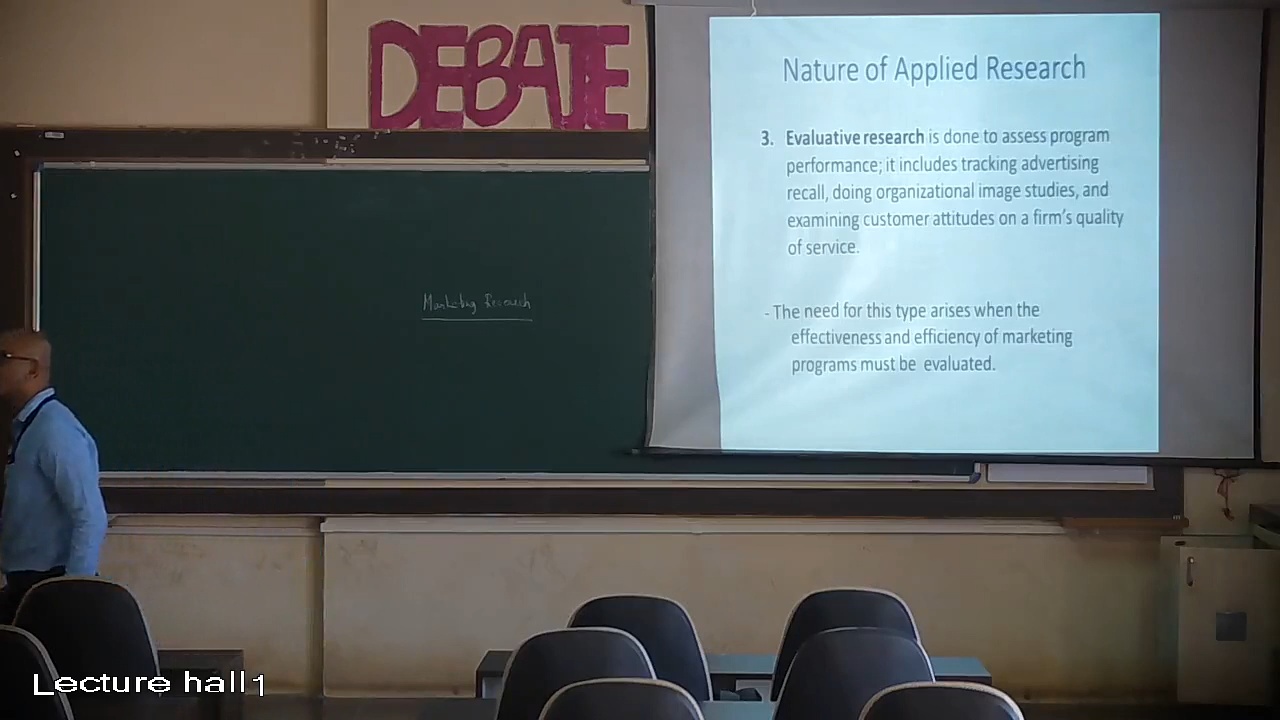 DEBATE
Nature of Applied Research
3. Evaluative research is done to assess program
performance; it includes tracking advertising
recall, doing organizational image studies, and
examining customer attitudes on a firm's quality
of service.
- The need for this type arises when the
effectiveness and efficiency of marketing
programs must be evaluated.
Marketing Research
Lecture hall1